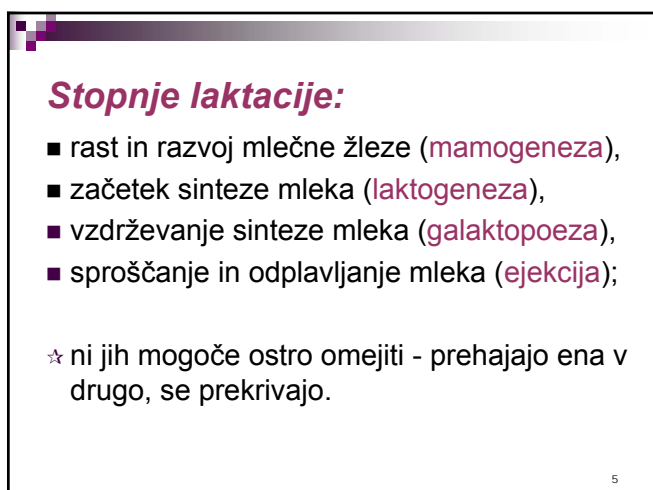 Stopnje laktacije:
■ rast in razvoj mlečne žleze (mamogeneza),
■ začetek sinteze mleka (laktogeneza),
■ vzdrževanje sinteze mleka (galaktopoeza),
■ sproščanje in odplavljanje mleka (ejekcija);
☆ ni jih mogoče ostro omejiti - prehajajo ena v
drugo, se prekrivajo.
5